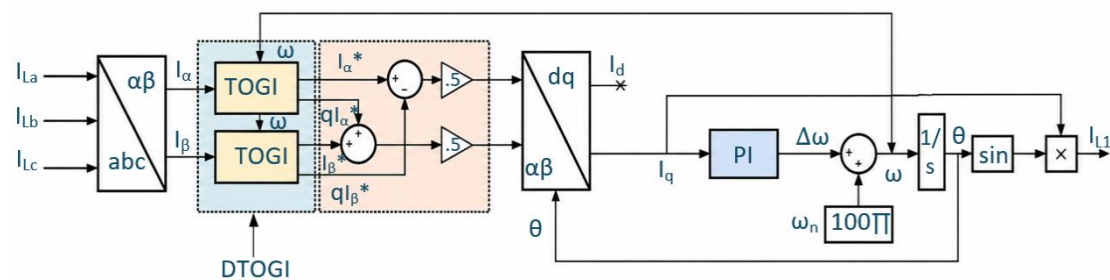 I_La
I_Lb
I_Lc
αβ
abc
I_α
I_β
ω
TOGI
ω
TOGI
DTOGI
I_α*
qI_α*
I_β*
qI_β*
+
−
+
+
.5
.5
dq
αβ
I_d
θ
I_q
PI
Δω
+
+
ω
ω_n
100∏
1/s
θ
sin
×
I_L1